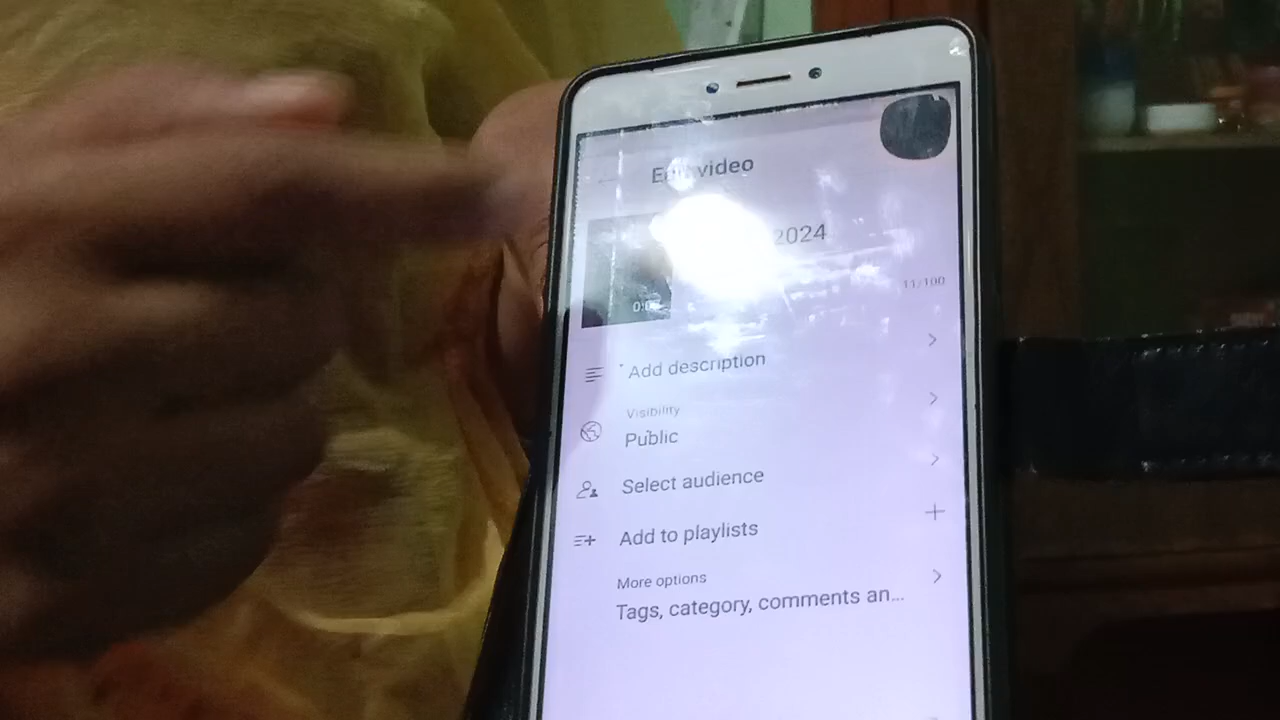 Edit video
2024
11/100
Add description
Visibility
Public
Select audience
Add to playlists
More options
Tags, category, comments an...